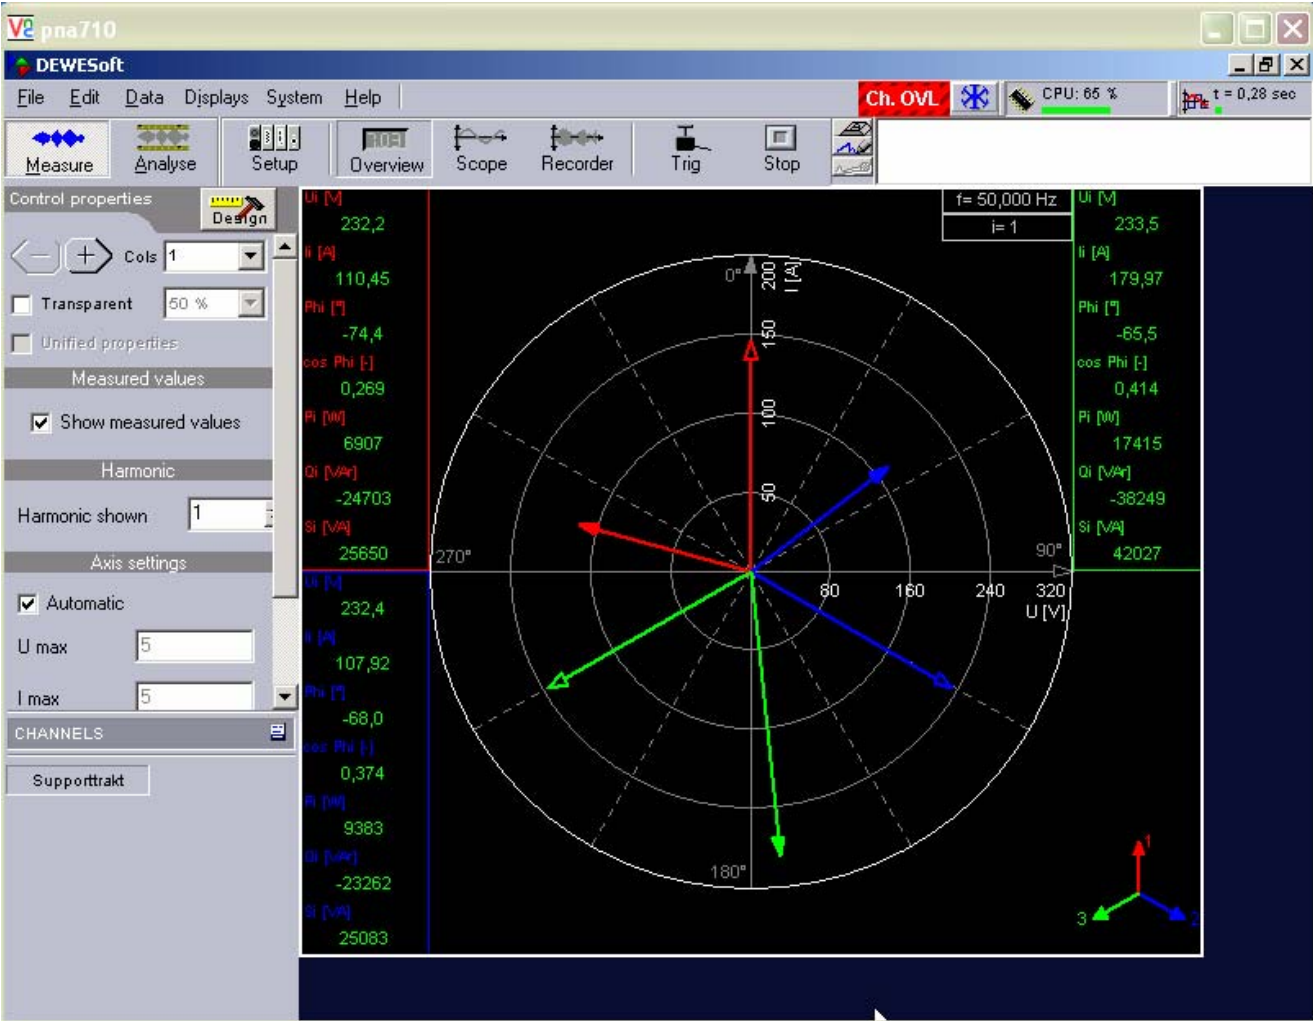 pna710
DEWESoft
File Edit Data Displays System Help
Ch. OVL
CPU: 65 %
t = 0,28 sec
Measure Analyse Setup Overview Scope Recorder Trig Stop
Control properties
Design
Cols 1
Transparent 50 %
Unified properties
Measured values
Show measured values
Harmonic
Harmonic shown 1
Axis settings
Automatic
U max 5
I max 5
CHANNELS
Supporttrakt
Ui [V]
232,2
Ii [A]
110,45
Phi [°]
-74,4
cos Phi [-]
0,269
Pi [W]
6907
Qi [VAr]
-24703
Si [VA]
25650
Ui [V]
232,4
Ii [A]
107,92
Phi [°]
-68,0
cos Phi [-]
0,374
Pi [W]
9383
Qi [VAr]
-23262
Si [VA]
25083
f= 50,000 Hz
i= 1
0°
200
I [A]
150
100
50
270°
90°
80 160 240 320
U [V]
180°
Ui [V]
233,5
Ii [A]
179,97
Phi [°]
-65,5
cos Phi [-]
0,414
Pi [W]
17415
Qi [VAr]
-38249
Si [VA]
42027
1
3
2